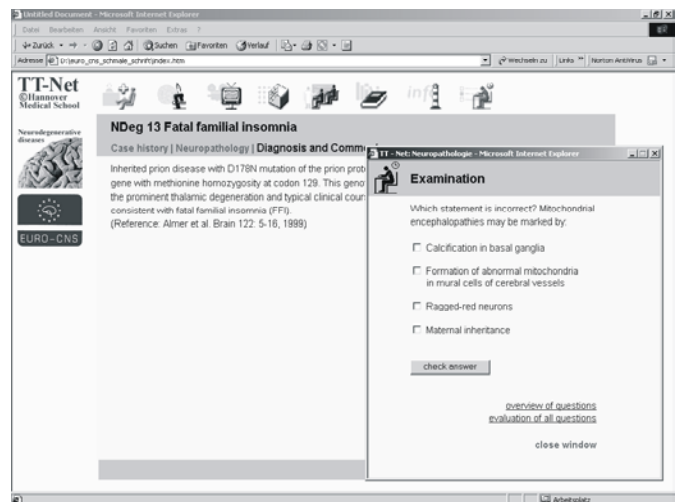 Untitled Document - Microsoft Internet Explorer
Datei Bearbeiten Ansicht Favoriten Extras ?
Zurück Suchen Favoriten Verlauf
Adresse D:\euro_cns_schmale_schrift\index.htm Wechseln zu Links Norton AntiVirus
TT-Net
©Hannover
Medical School
info
Neurodegenerative
diseases
EURO-CNS
NDeg 13 Fatal familial insomnia
Case history | Neuropathology | Diagnosis and Comm
Inherited prion disease with D178N mutation of the prion prot
gene with methionine homozygosity at codon 129. This geno
the prominent thalamic degeneration and typical clinical cour
consistent with fatal familial insomnia (FFI).
(Reference: Almer et al. Brain 122: 5-16, 1999)
TT - Net: Neuropathologie - Microsoft Internet Explorer
Examination
Which statement is incorrect? Mitochondrial
encephalopathies may be marked by:
Calcification in basal ganglia
Formation of abnormal mitochondria
in mural cells of cerebral vessels
Ragged-red neurons
Maternal inheritance
check answer
overview of questions
evaluation of all questions
close window
Arbeitsplatz